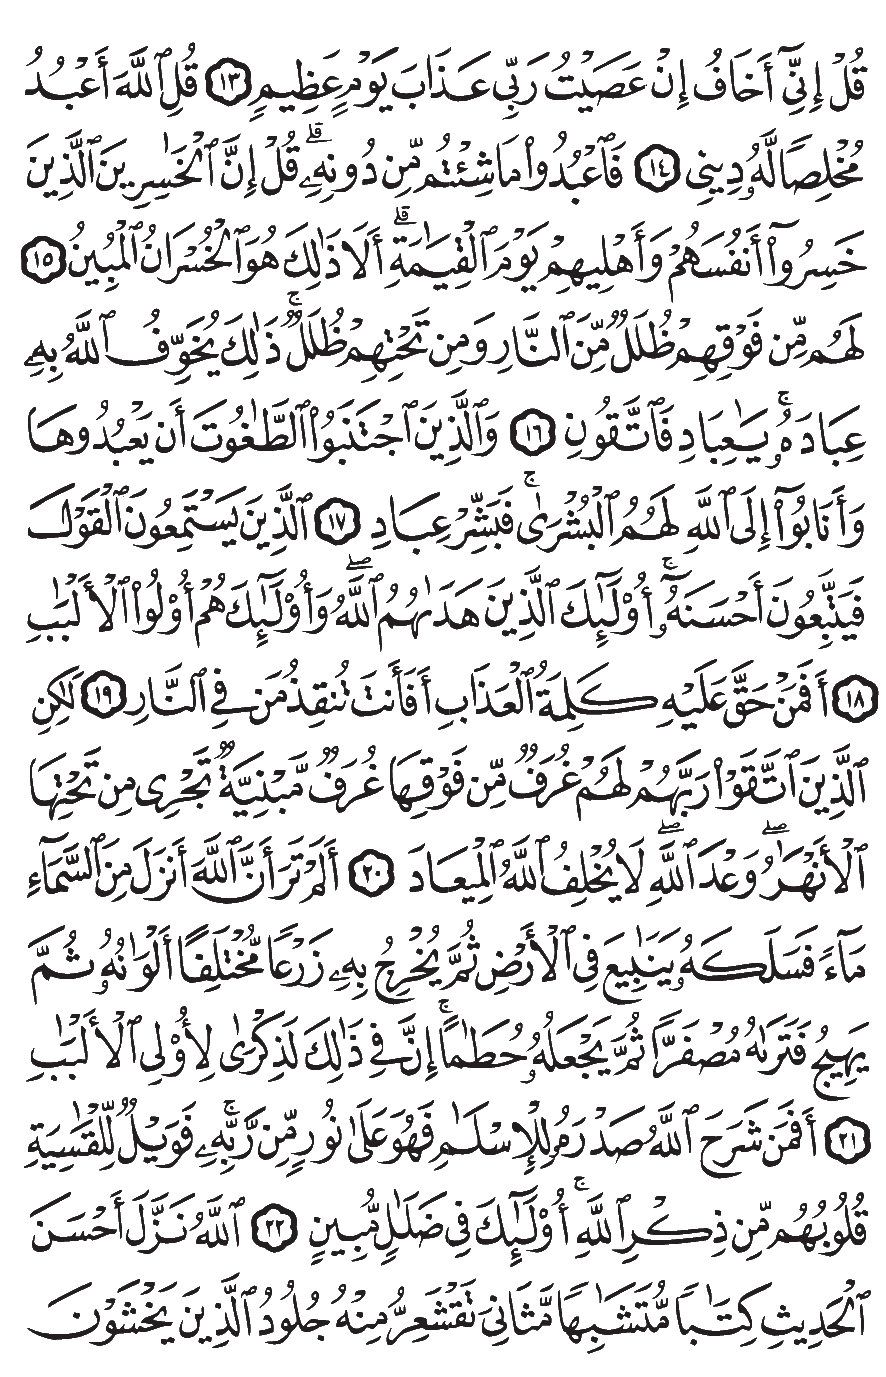 قُلْ إِنِّىٓ أَخَافُ إِنْ عَصَيْتُ رَبِّى عَذَابَ يَوْمٍ عَظِيمٍ ١٣ قُلِ ٱللَّهَ أَعْبُدُ
مُخْلِصًا لَّهُۥ دِينِى ١٤ فَٱعْبُدُوا۟ مَا شِئْتُم مِّن دُونِهِۦ ۗ قُلْ إِنَّ ٱلْخَـٰسِرِينَ ٱلَّذِينَ
خَسِرُوٓا۟ أَنفُسَهُمْ وَأَهْلِيهِمْ يَوْمَ ٱلْقِيَـٰمَةِ ۗ أَلَا ذَٰلِكَ هُوَ ٱلْخُسْرَانُ ٱلْمُبِينُ ١٥
لَهُم مِّن فَوْقِهِمْ ظُلَلٌ مِّنَ ٱلنَّارِ وَمِن تَحْتِهِمْ ظُلَلٌ ۚ ذَٰلِكَ يُخَوِّفُ ٱللَّهُ بِهِۦ
عِبَادَهُۥ ۚ يَـٰعِبَادِ فَٱتَّقُونِ ١٦ وَٱلَّذِينَ ٱجْتَنَبُوا۟ ٱلطَّـٰغُوتَ أَن يَعْبُدُوهَا
وَأَنَابُوٓا۟ إِلَى ٱللَّهِ لَهُمُ ٱلْبُشْرَىٰ ۚ فَبَشِّرْ عِبَادِ ١٧ ٱلَّذِينَ يَسْتَمِعُونَ ٱلْقَوْلَ
فَيَتَّبِعُونَ أَحْسَنَهُۥٓ ۚ أُو۟لَـٰٓئِكَ ٱلَّذِينَ هَدَىٰهُمُ ٱللَّهُ ۖ وَأُو۟لَـٰٓئِكَ هُمْ أُو۟لُوا۟ ٱلْأَلْبَـٰبِ
١٨ أَفَمَنْ حَقَّ عَلَيْهِ كَلِمَةُ ٱلْعَذَابِ أَفَأَنتَ تُنقِذُ مَن فِى ٱلنَّارِ ١٩ لَـٰكِنِ
ٱلَّذِينَ ٱتَّقَوْا۟ رَبَّهُمْ لَهُمْ غُرَفٌ مِّن فَوْقِهَا غُرَفٌ مَّبْنِيَّةٌ تَجْرِى مِن تَحْتِهَا
ٱلْأَنْهَـٰرُ ۖ وَعْدَ ٱللَّهِ ۖ لَا يُخْلِفُ ٱللَّهُ ٱلْمِيعَادَ ٢٠ أَلَمْ تَرَ أَنَّ ٱللَّهَ أَنزَلَ مِنَ ٱلسَّمَآءِ
مَآءً فَسَلَكَهُۥ يَنَـٰبِيعَ فِى ٱلْأَرْضِ ثُمَّ يُخْرِجُ بِهِۦ زَرْعًا مُّخْتَلِفًا أَلْوَٰنُهُۥ ثُمَّ
يَهِيجُ فَتَرَىٰهُ مُصْفَرًّا ثُمَّ يَجْعَلُهُۥ حُطَـٰمًا ۚ إِنَّ فِى ذَٰلِكَ لَذِكْرَىٰ لِأُو۟لِى ٱلْأَلْبَـٰبِ
٢١ أَفَمَن شَرَحَ ٱللَّهُ صَدْرَهُۥ لِلْإِسْلَـٰمِ فَهُوَ عَلَىٰ نُورٍ مِّن رَّبِّهِۦ ۚ فَوَيْلٌ لِّلْقَـٰسِيَةِ
قُلُوبُهُم مِّن ذِكْرِ ٱللَّهِ ۚ أُو۟لَـٰٓئِكَ فِى ضَلَـٰلٍ مُّبِينٍ ٢٢ ٱللَّهُ نَزَّلَ أَحْسَنَ
ٱلْحَدِيثِ كِتَـٰبًا مُّتَشَـٰبِهًا مَّثَانِىَ تَقْشَعِرُّ مِنْهُ جُلُودُ ٱلَّذِينَ يَخْشَوْنَ